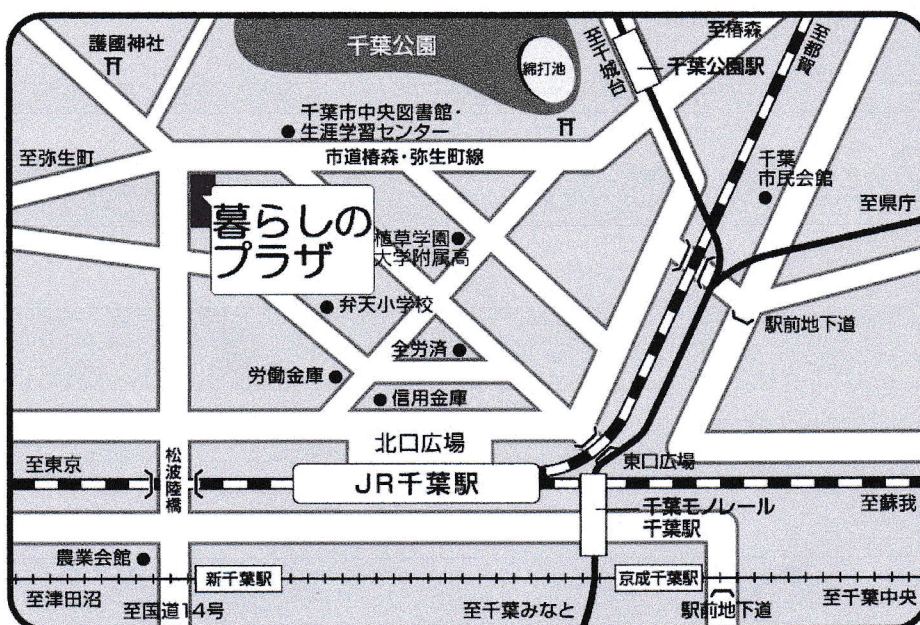 護國神社
千葉公園
綿打池
至千城台
至椿森
千葉公園駅
至都賀
千葉市中央図書館・
生涯学習センター
至弥生町
市道椿森・弥生町線
千葉
市民会館
至県庁
暮らしの
プラザ
植草学園
大学附属高
弁天小学校
駅前地下道
全労済
労働金庫
信用金庫
北口広場
至東京
松波陸橋
JR千葉駅
東口広場
至蘇我
千葉モノレール
千葉駅
農業会館
新千葉駅
京成千葉駅
至津田沼
至国道14号
至千葉みなと
駅前地下道
至千葉中央